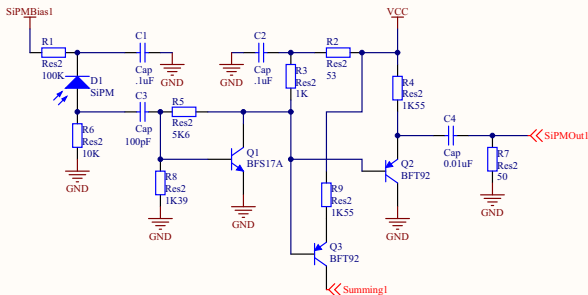 SiPMBias1
VCC
R1
Res2
100K
C1
Cap
.1uF
GND
C2
Cap
.1uF
GND
R2
Res2
53
R3
Res2
1K
R4
Res2
1K55
D1
SiPM
C3
Cap
100pF
R5
Res2
5K6
C4
Cap
0.01uF
SiPMOut1
R6
Res2
10K
GND
Q1
BFS17A
GND
R7
Res2
50
GND
R8
Res2
1K39
GND
Q2
BFT92
GND
R9
Res2
1K55
Q3
BFT92
Summing1